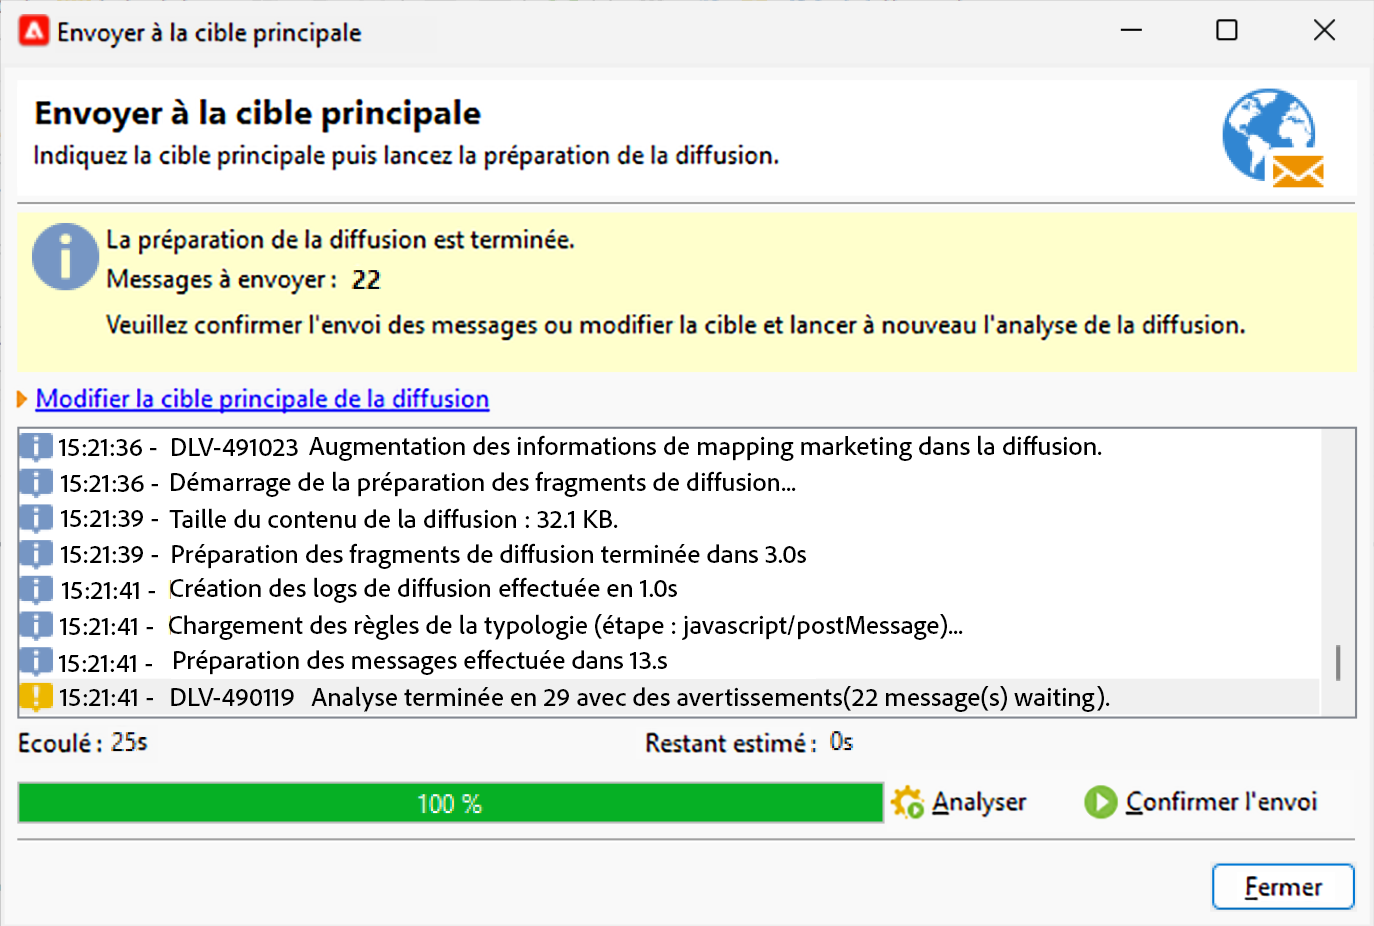 Envoyer à la cible principale
Envoyer à la cible principale
Indiquez la cible principale puis lancez la préparation de la diffusion.
La préparation de la diffusion est terminée.
Messages à envoyer : 22
Veuillez confirmer l'envoi des messages ou modifier la cible et lancer à nouveau l'analyse de la diffusion.
Modifier la cible principale de la diffusion
15:21:36 - DLV-491023 Augmentation des informations de mapping marketing dans la diffusion.
15:21:36 - Démarrage de la préparation des fragments de diffusion...
15:21:39 - Taille du contenu de la diffusion : 32.1 KB.
15:21:39 - Préparation des fragments de diffusion terminée dans 3.0s
15:21:41 - Création des logs de diffusion effectuée en 1.0s
15:21:41 - Chargement des règles de la typologie (étape : javascript/postMessage)...
15:21:41 - Préparation des messages effectuée dans 13.s
15:21:41 - DLV-490119 Analyse terminée en 29 avec des avertissements(22 message(s) waiting).
Ecoulé : 25s Restant estimé : 0s
100 % Analyser Confirmer l'envoi
Fermer